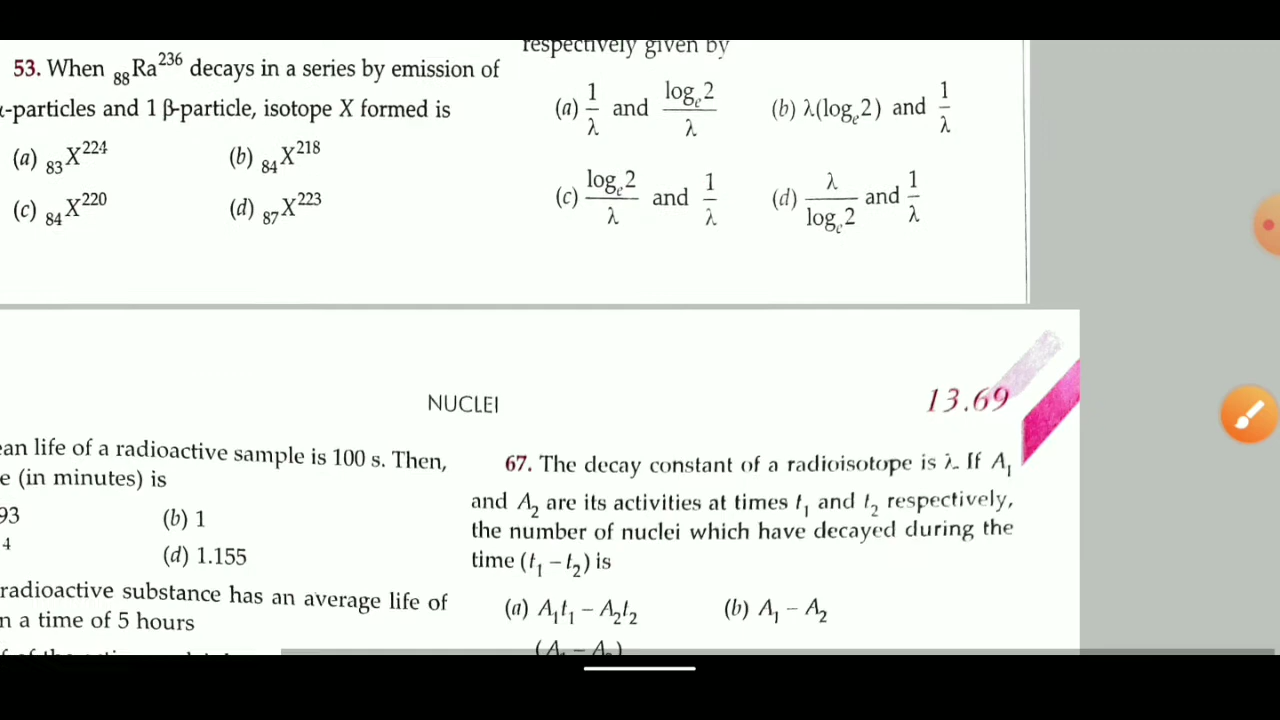 53. When ₈₈Ra²³⁶ decays in a series by emission of
-particles and 1 β-particle, isotope X formed is
(a) ₈₃X²²⁴ (b) ₈₄X²¹⁸
(c) ₈₄X²²⁰ (d) ₈₇X²²³
respectively given by
(a) 1/λ and logₑ2/λ (b) λ(logₑ2) and 1/λ
(c) logₑ2/λ and 1/λ (d) λ/logₑ2 and 1/λ
NUCLEI
13.69
ean life of a radioactive sample is 100 s. Then,
e (in minutes) is
93 (b) 1
4 (d) 1.155
radioactive substance has an average life of
n a time of 5 hours
67. The decay constant of a radioisotope is λ. If A₁
and A₂ are its activities at times t₁ and t₂ respectively,
the number of nuclei which have decayed during the
time (t₁ – t₂) is
(a) A₁t₁ – A₂t₂ (b) A₁ – A₂